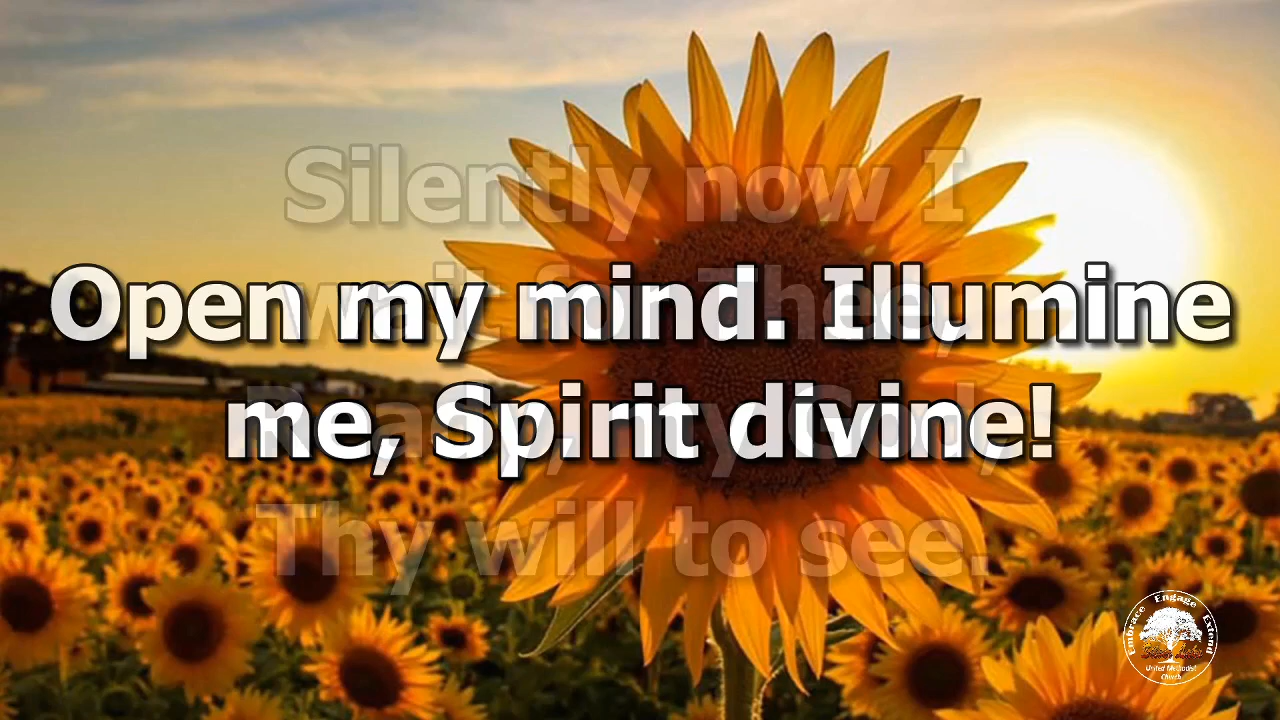 Silently now I
wait for Thee,
Open my mind. Illumine
Ready, my God,
me, Spirit divine!
Thy will to see.
Embrace Engage Extend
United Methodist
Church